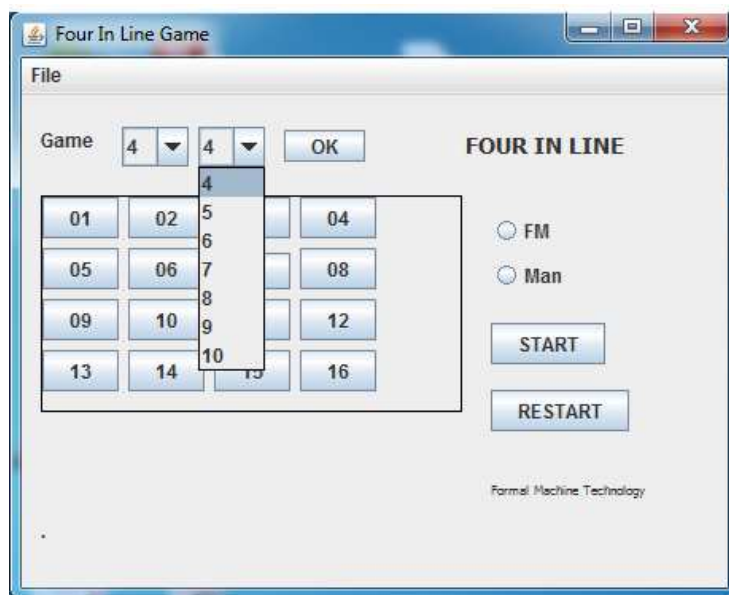 Four In Line Game
File
Game 4 4 OK FOUR IN LINE
4
5
6
7
8
9
10
01 02 04
05 06 08
09 10 12
13 14 15 16
FM
Man
START
RESTART
Formal Machine Technology
.